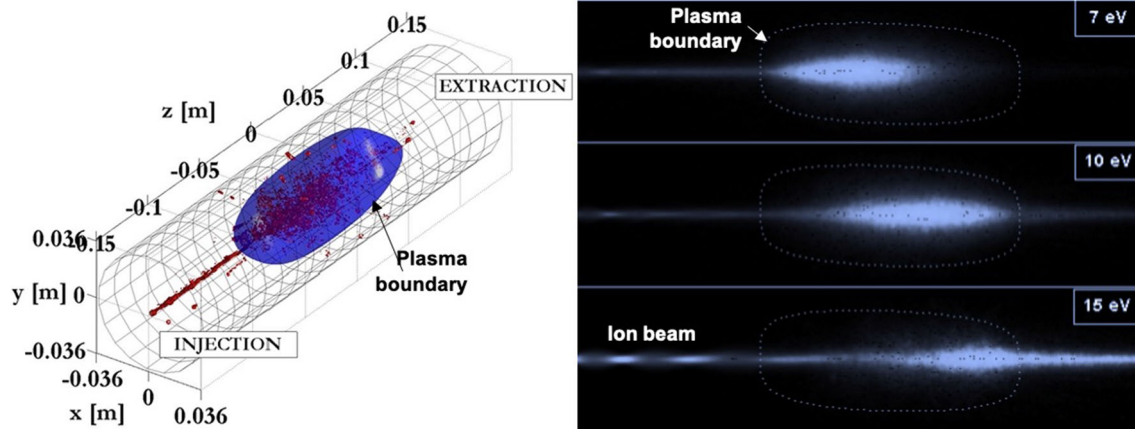 0.15
0.1
EXTRACTION
0.05
z [m]
0
-0.05
-0.1
0.036
-0.15
y [m]
0
Plasma
boundary
INJECTION
-0.036
-0.036
0
x [m]
0.036
Plasma
boundary
7 eV
10 eV
15 eV
Ion beam